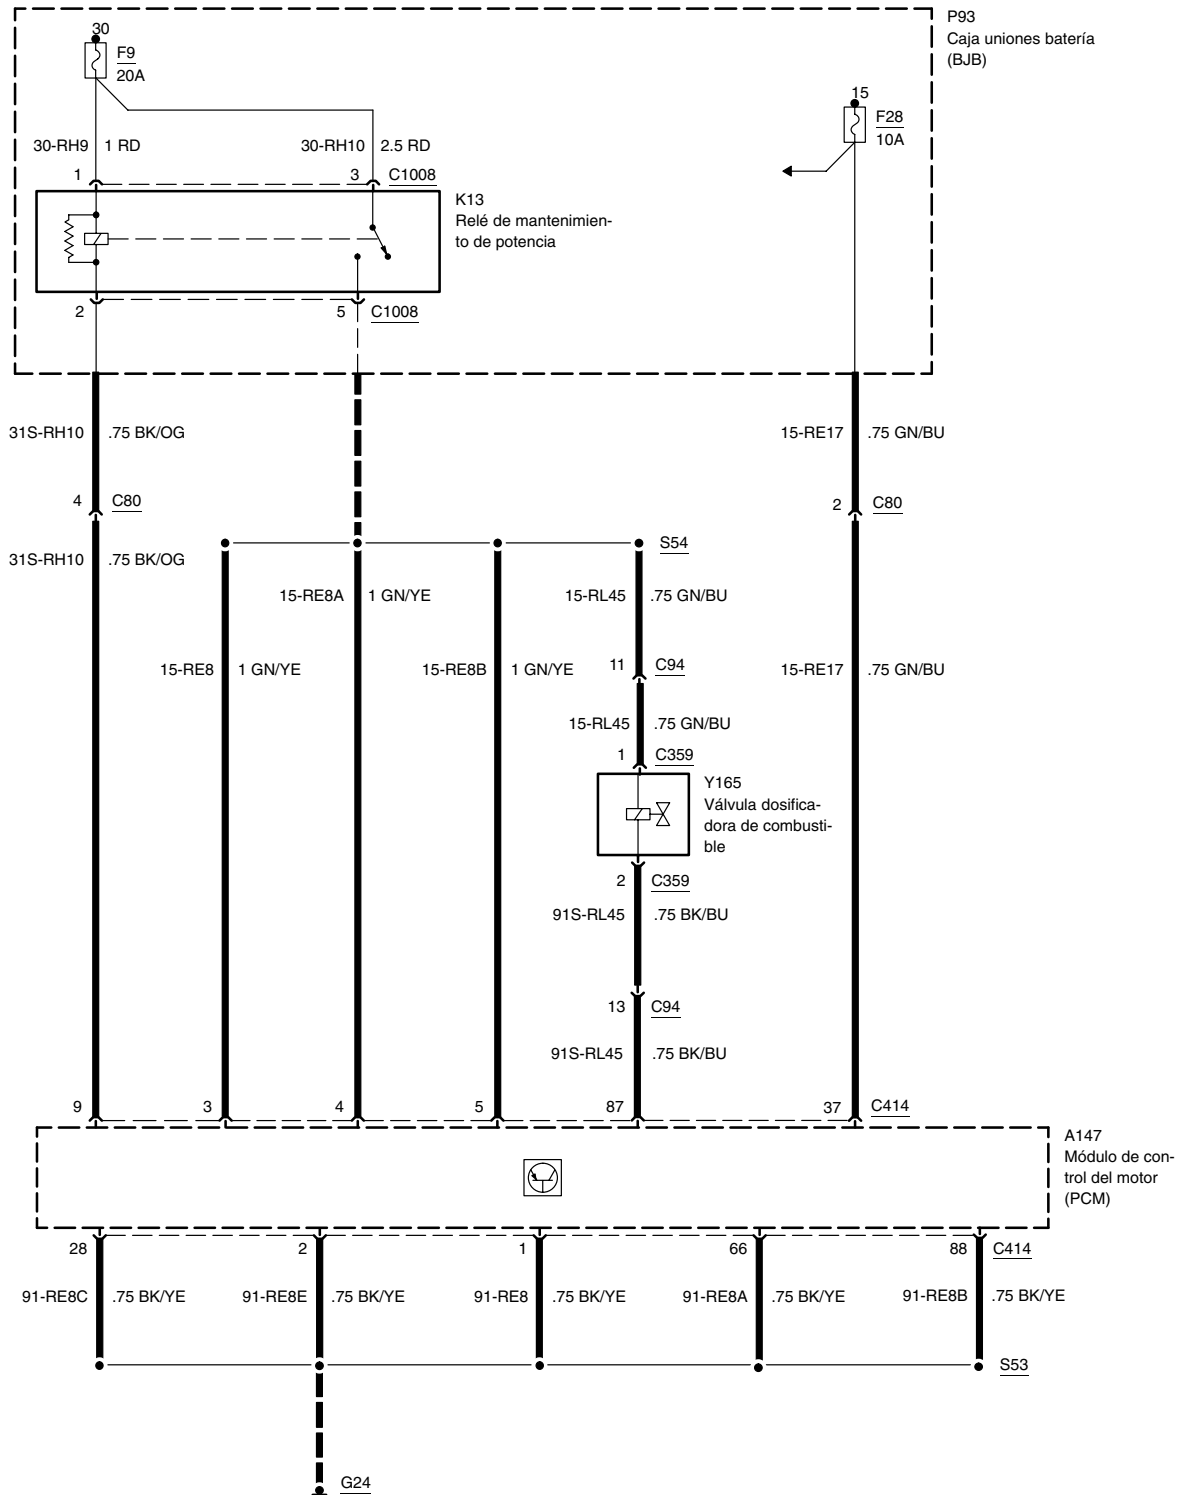 P93
Caja uniones batería
(BJB)
30
F9
20A
15
F28
10A
30-RH9 1 RD
30-RH10 2.5 RD
1
3 C1008
K13
Relé de mantenimien-
to de potencia
2
5 C1008
31S-RH10 .75 BK/OG
15-RE17 .75 GN/BU
4 C80
2 C80
31S-RH10 .75 BK/OG
S54
15-RE8A 1 GN/YE
15-RL45 .75 GN/BU
15-RE8 1 GN/YE
15-RE8B 1 GN/YE
11 C94
15-RE17 .75 GN/BU
15-RL45 .75 GN/BU
1 C359
Y165
Válvula dosifica-
dora de combusti-
ble
2 C359
91S-RL45 .75 BK/BU
13 C94
91S-RL45 .75 BK/BU
9
3
4
5
87
37 C414
A147
Módulo de con-
trol del motor
(PCM)
28
2
1
66
88 C414
91-RE8C .75 BK/YE
91-RE8E .75 BK/YE
91-RE8 .75 BK/YE
91-RE8A .75 BK/YE
91-RE8B .75 BK/YE
S53
G24